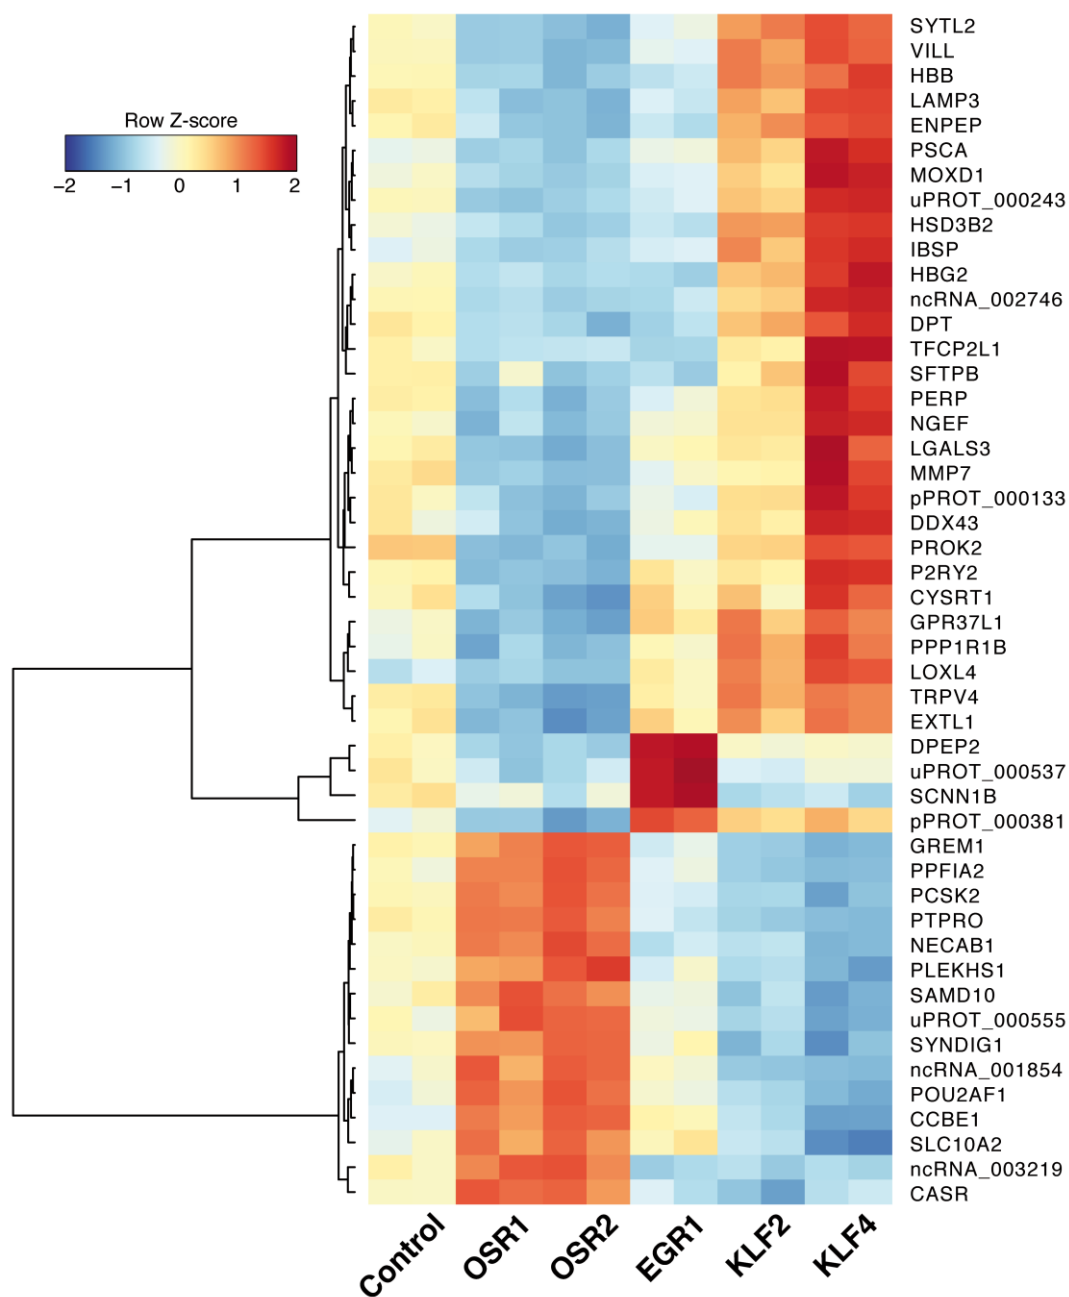 Row Z-score
−2 −1 0 1 2
SYTL2
VILL
HBB
LAMP3
ENPEP
PSCA
MOXD1
uPROT_000243
HSD3B2
IBSP
HBG2
ncRNA_002746
DPT
TFCP2L1
SFTPB
PERP
NGEF
LGALS3
MMP7
pPROT_000133
DDX43
PROK2
P2RY2
CYSRT1
GPR37L1
PPP1R1B
LOXL4
TRPV4
EXTL1
DPEP2
uPROT_000537
SCNN1B
pPROT_000381
GREM1
PPFIA2
PCSK2
PTPRO
NECAB1
PLEKHS1
SAMD10
uPROT_000555
SYNDIG1
ncRNA_001854
POU2AF1
CCBE1
SLC10A2
ncRNA_003219
CASR
Control OSR1 OSR2 EGR1 KLF2 KLF4